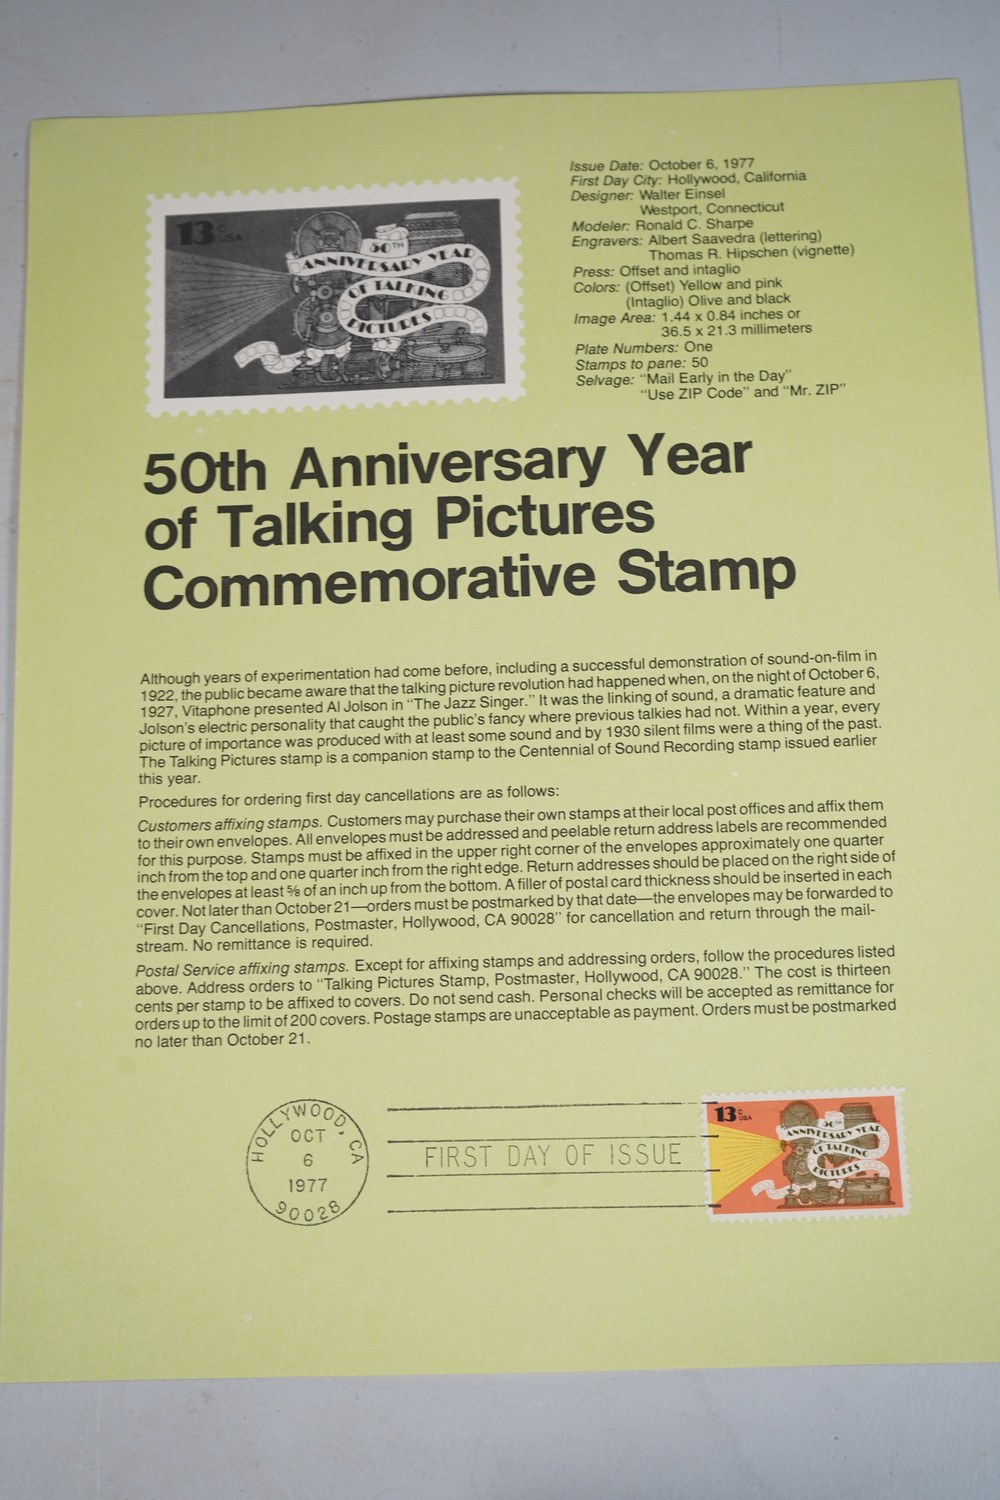 13c
USA
50TH
ANNIVERSARY YEAR
OF TALKING
PICTURES
Issue Date: October 6, 1977
First Day City: Hollywood, California
Designer: Walter Einsel
Westport, Connecticut
Modeler: Ronald C. Sharpe
Engravers: Albert Saavedra (lettering)
Thomas R. Hipschen (vignette)
Press: Offset and intaglio
Colors: (Offset) Yellow and pink
(Intaglio) Olive and black
Image Area: 1.44 x 0.84 inches or
36.5 x 21.3 millimeters
Plate Numbers: One
Stamps to pane: 50
Selvage: "Mail Early in the Day"
"Use ZIP Code" and "Mr. ZIP"
50th Anniversary Year
of Talking Pictures
Commemorative Stamp
Although years of experimentation had come before, including a successful demonstration of sound-on-film in
1922, the public became aware that the talking picture revolution had happened when, on the night of October 6,
1927, Vitaphone presented Al Jolson in "The Jazz Singer." It was the linking of sound, a dramatic feature and
Jolson's electric personality that caught the public's fancy where previous talkies had not. Within a year, every
picture of importance was produced with at least some sound and by 1930 silent films were a thing of the past.
The Talking Pictures stamp is a companion stamp to the Centennial of Sound Recording stamp issued earlier
this year.
Procedures for ordering first day cancellations are as follows:
Customers affixing stamps. Customers may purchase their own stamps at their local post offices and affix them
to their own envelopes. All envelopes must be addressed and peelable return address labels are recommended
for this purpose. Stamps must be affixed in the upper right corner of the envelopes approximately one quarter
inch from the top and one quarter inch from the right edge. Return addresses should be placed on the right side of
the envelopes at least ⅝ of an inch up from the bottom. A filler of postal card thickness should be inserted in each
cover. Not later than October 21—orders must be postmarked by that date—the envelopes may be forwarded to
"First Day Cancellations, Postmaster, Hollywood, CA 90028" for cancellation and return through the mail-
stream. No remittance is required.
Postal Service affixing stamps. Except for affixing stamps and addressing orders, follow the procedures listed
above. Address orders to "Talking Pictures Stamp, Postmaster, Hollywood, CA 90028." The cost is thirteen
cents per stamp to be affixed to covers. Do not send cash. Personal checks will be accepted as remittance for
orders up to the limit of 200 covers. Postage stamps are unacceptable as payment. Orders must be postmarked
no later than October 21.
HOLLYWOOD, CA
OCT
6
1977
90028
FIRST DAY OF ISSUE
13c
USA
50TH
ANNIVERSARY YEAR
OF TALKING
PICTURES